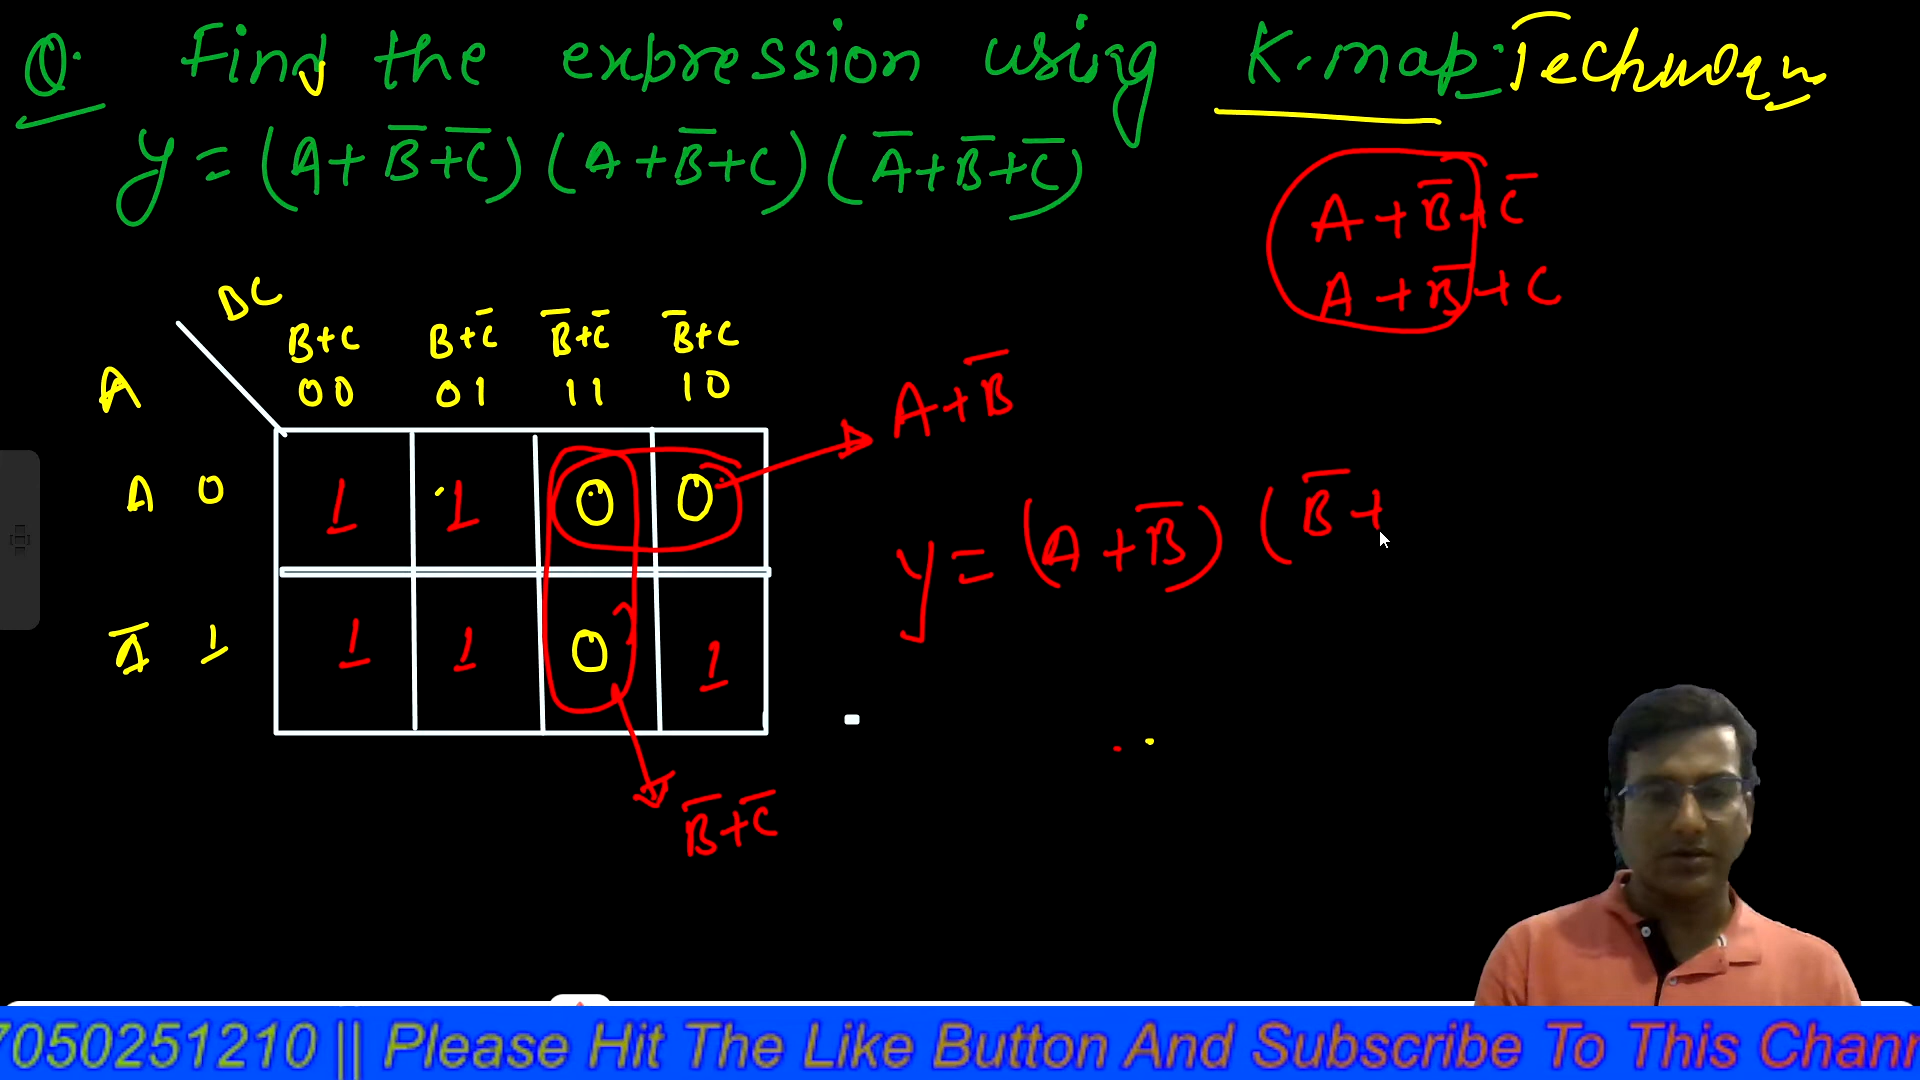 Q. Find the expression using K-map Technique
y = (A+B̅+C̅) (A+B̅+C) (A̅+B̅+C̅)
A+B̅+C̅
A+B̅+C
BC
A
B+C B+C̅ B̅+C̅ B̅+C
00 01 11 10
A+B̅
A 0 1 1 0 0
y = (A+B̅) (B̅+
A̅ 1 1 1 0 1
B̅+C̅
7050251210 || Please Hit The Like Button And Subscribe To This Chann